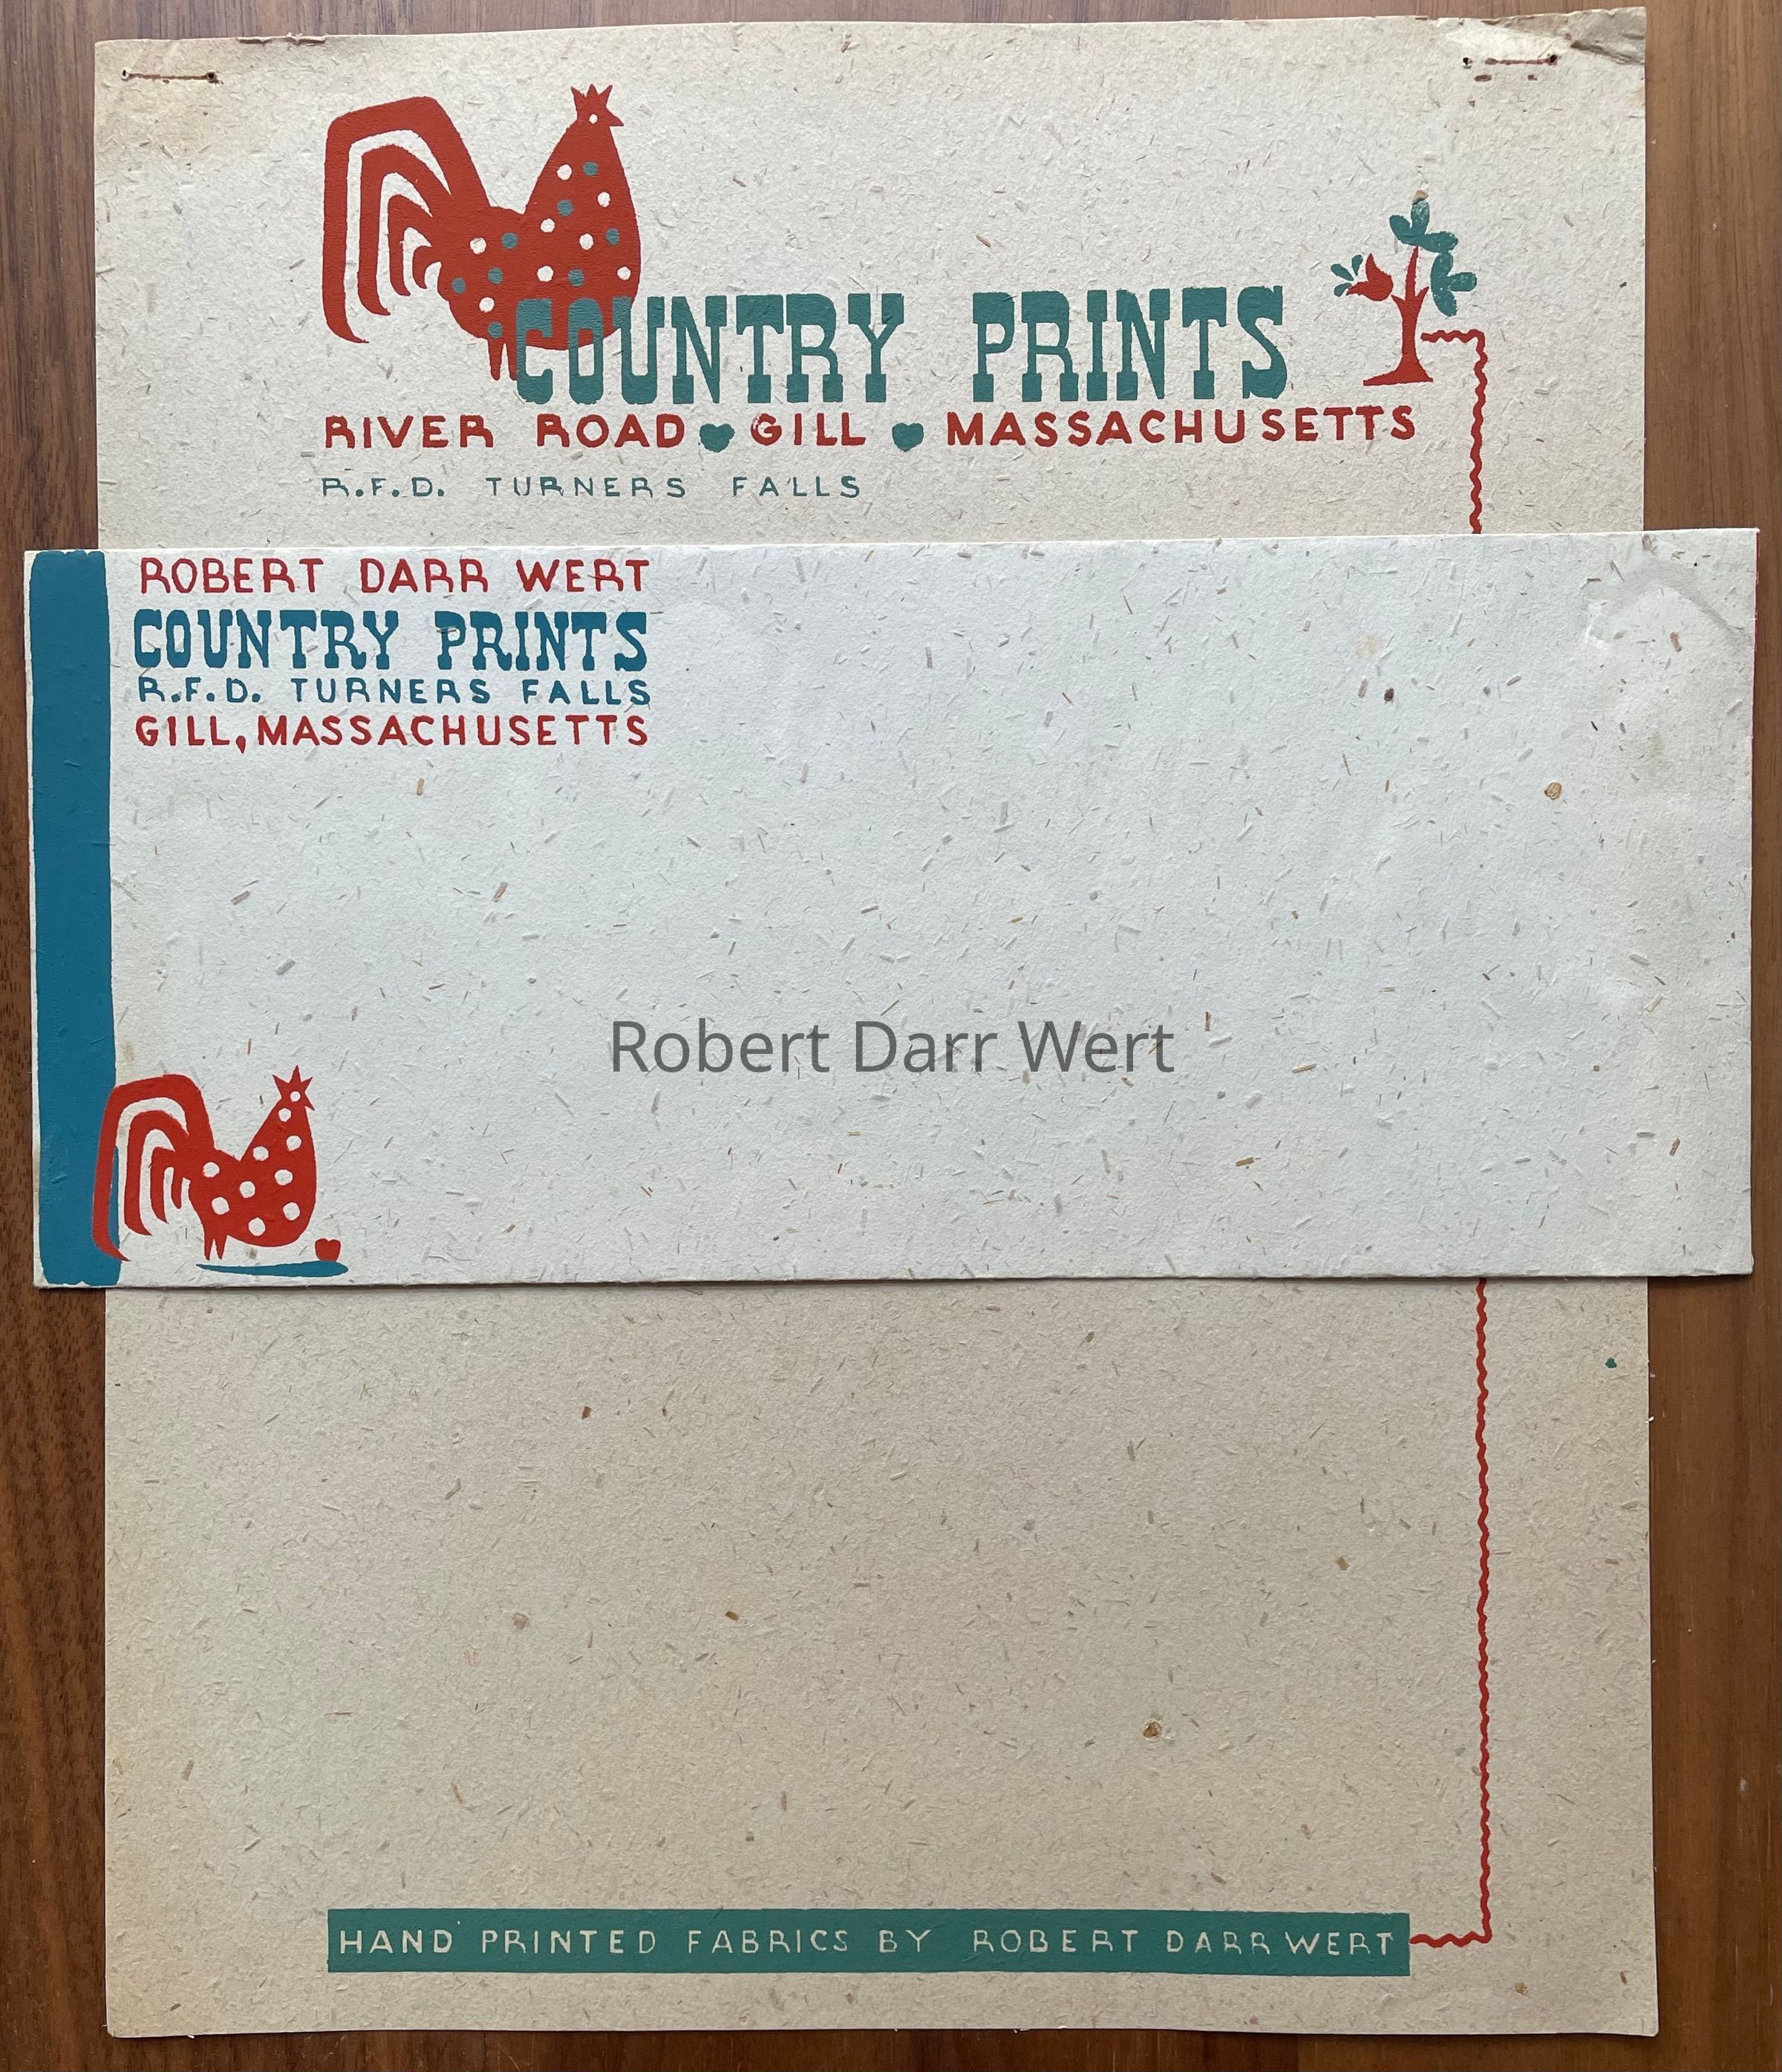 COUNTRY PRINTS
RIVER ROAD GILL MASSACHUSETTS
R.F.D. TURNERS FALLS
ROBERT DARR WERT
COUNTRY PRINTS
R.F.D. TURNERS FALLS
GILL, MASSACHUSETTS
Robert Darr Wert
HAND PRINTED FABRICS BY ROBERT DARR WERT